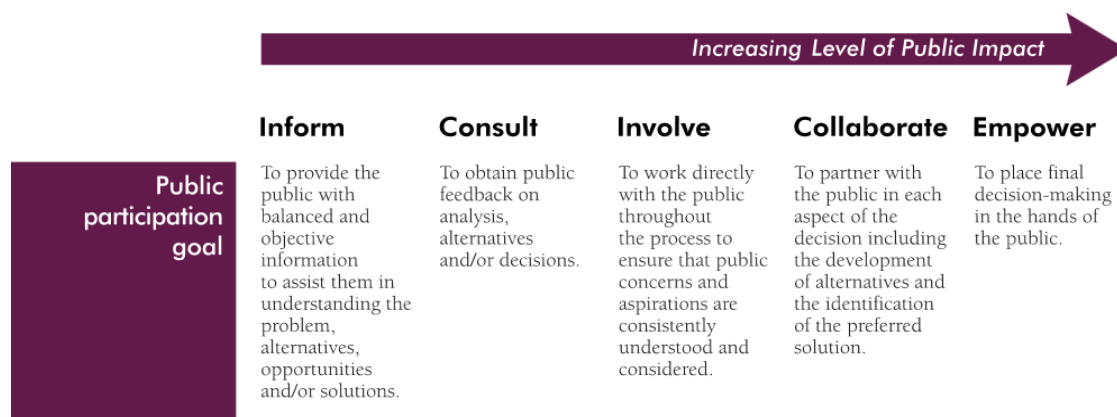 Increasing Level of Public Impact
Inform
Consult
Involve
Collaborate
Empower
Public
participation
goal
To provide the
public with
balanced and
objective
information
to assist them in
understanding the
problem,
alternatives,
opportunities
and/or solutions.
To obtain public
feedback on
analysis,
alternatives
and/or decisions.
To work directly
with the public
throughout
the process to
ensure that public
concerns and
aspirations are
consistently
understood and
considered.
To partner with
the public in each
aspect of the
decision including
the development
of alternatives and
the identification
of the preferred
solution.
To place final
decision-making
in the hands of
the public.